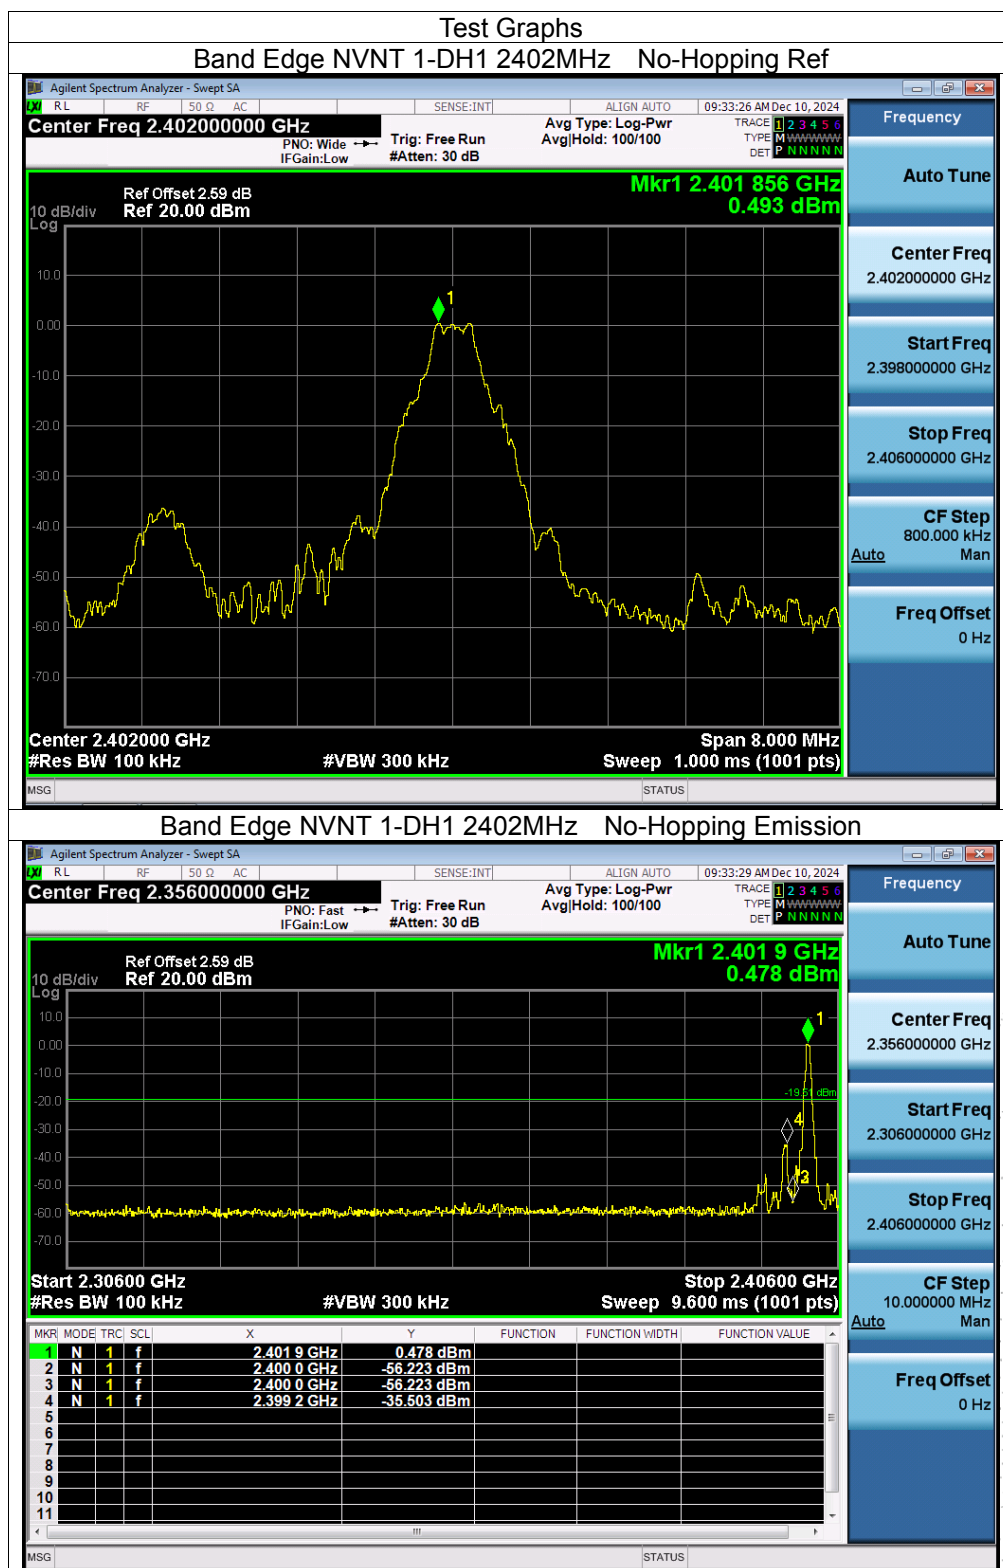 Test Graphs
Band Edge NVNT 1-DH1 2402MHz No-Hopping Ref
Agilent Spectrum Analyzer - Swept SA
LXI RL RF 50 Ω AC SENSE:INT ALIGN AUTO 09:33:26 AM Dec 10, 2024
Center Freq 2.402000000 GHz
PNO: Wide
IFGain:Low
Trig: Free Run
#Atten: 30 dB
Avg Type: Log-Pwr
Avg|Hold: 100/100
TRACE 1 2 3 4 5 6
TYPE M WWWWW
DET P N N N N N
Frequency
Auto Tune
Center Freq
2.402000000 GHz
Start Freq
2.398000000 GHz
Stop Freq
2.406000000 GHz
CF Step
800.000 kHz
Auto Man
Freq Offset
0 Hz
Mkr1 2.401 856 GHz
0.493 dBm
Ref Offset 2.59 dB
10 dB/div Ref 20.00 dBm
Log
10.0
0.00
-10.0
-20.0
-30.0
-40.0
-50.0
-60.0
-70.0
1
Center 2.402000 GHz Span 8.000 MHz
#Res BW 100 kHz #VBW 300 kHz Sweep 1.000 ms (1001 pts)
MSG STATUS
Band Edge NVNT 1-DH1 2402MHz No-Hopping Emission
Agilent Spectrum Analyzer - Swept SA
LXI RL RF 50 Ω AC SENSE:INT ALIGN AUTO 09:33:29 AM Dec 10, 2024
Center Freq 2.356000000 GHz
PNO: Fast
IFGain:Low
Trig: Free Run
#Atten: 30 dB
Avg Type: Log-Pwr
Avg|Hold: 100/100
TRACE 1 2 3 4 5 6
TYPE M WWWWW
DET P N N N N N
Frequency
Auto Tune
Center Freq
2.356000000 GHz
Start Freq
2.306000000 GHz
Stop Freq
2.406000000 GHz
CF Step
10.000000 MHz
Auto Man
Freq Offset
0 Hz
Mkr1 2.401 9 GHz
0.478 dBm
Ref Offset 2.59 dB
10 dB/div Ref 20.00 dBm
Log
10.0
0.00
-10.0
-20.0
-30.0
-40.0
-50.0
-60.0
-70.0
1
-19.51 dBm
4
3
Start 2.30600 GHz Stop 2.40600 GHz
#Res BW 100 kHz #VBW 300 kHz Sweep 9.600 ms (1001 pts)
MKR MODE TRC SCL X Y FUNCTION FUNCTION WIDTH FUNCTION VALUE
1 N 1 f 2.401 9 GHz 0.478 dBm
2 N 1 f 2.400 0 GHz -56.223 dBm
3 N 1 f 2.400 0 GHz -56.223 dBm
4 N 1 f 2.399 2 GHz -35.503 dBm
5
6
7
8
9
10
11
MSG STATUS